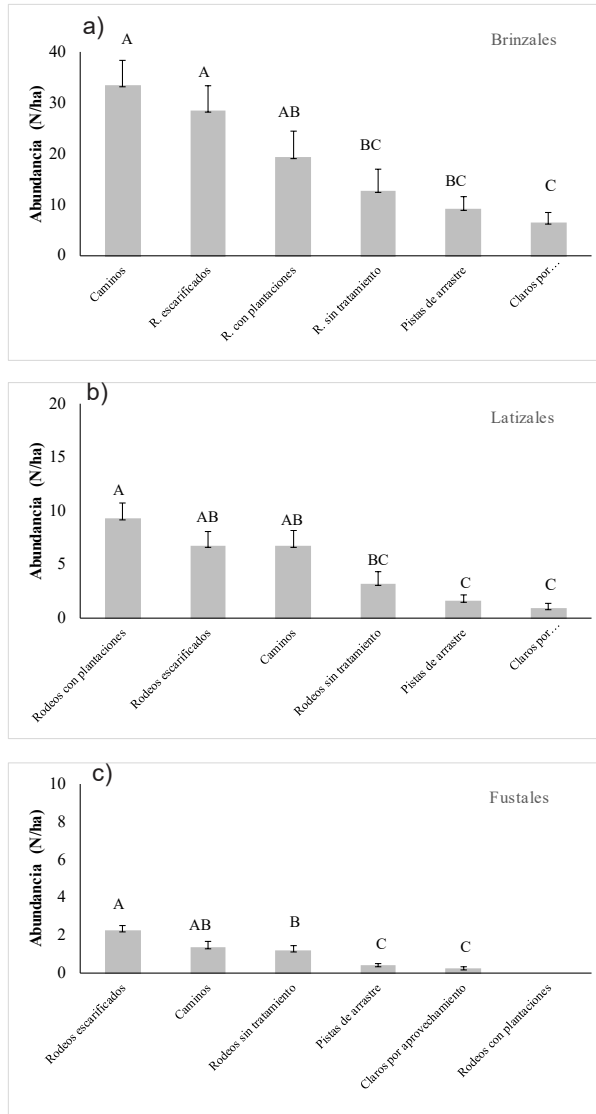 a)
Brinzales
Abundancia (N/ha)
40
30
20
10
0
A
A
AB
BC
BC
C
Caminos
R. escarificados
R. con plantaciones
R. sin tratamiento
Pistas de arrastre
Claros por…
b)
Latizales
Abundancia (N/ha)
20
15
10
5
0
A
AB
AB
BC
C
C
Rodeos con plantaciones
Rodeos escarificados
Caminos
Rodeos sin tratamiento
Pistas de arrastre
Claros por…
c)
Fustales
Abundancia (N/ha)
10
8
6
4
2
0
A
AB
B
C
C
Rodeos escarificados
Caminos
Rodeos sin tratamiento
Pistas de arrastre
Claros por aprovechamiento
Rodeos con plantaciones